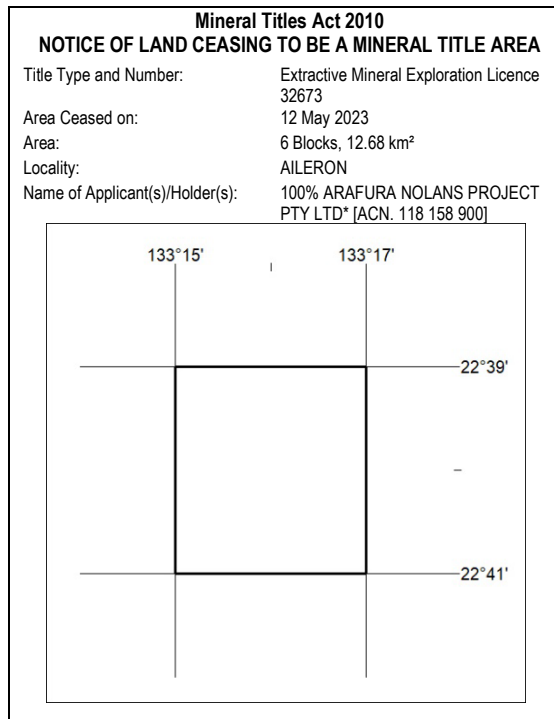 Mineral Titles Act 2010
NOTICE OF LAND CEASING TO BE A MINERAL TITLE AREA
Title Type and Number: Extractive Mineral Exploration Licence
32673
Area Ceased on: 12 May 2023
Area: 6 Blocks, 12.68 km²
Locality: AILERON
Name of Applicant(s)/Holder(s): 100% ARAFURA NOLANS PROJECT
PTY LTD* [ACN. 118 158 900]
133°15' 133°17'
22°39'
22°41'